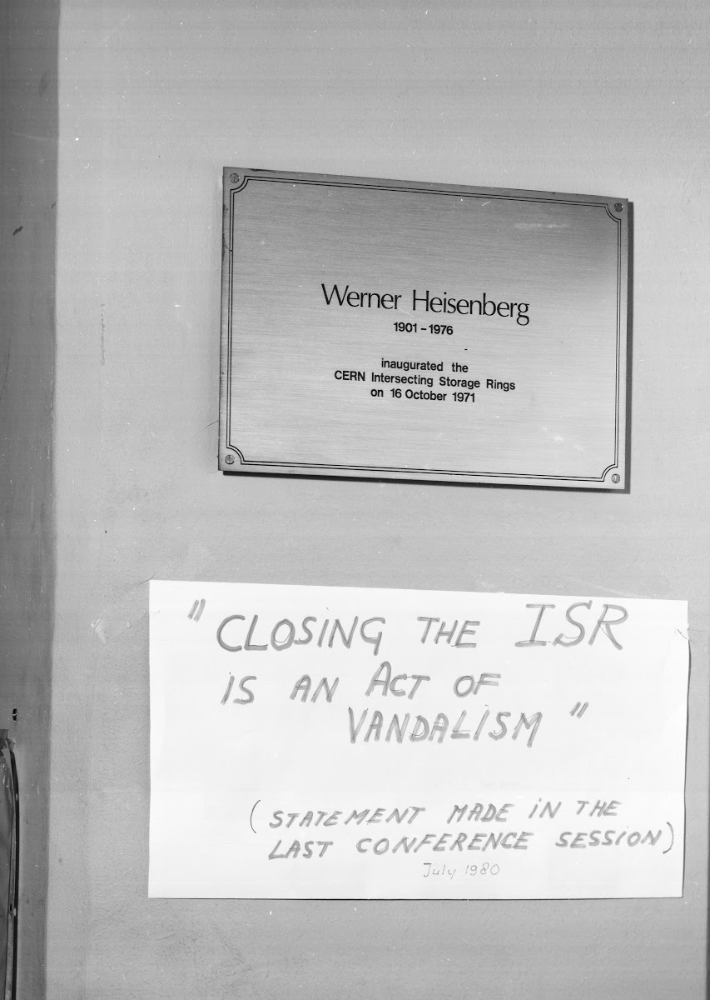 Werner Heisenberg
1901 – 1976
inaugurated the
CERN Intersecting Storage Rings
on 16 October 1971
" CLOSING THE ISR
IS AN ACT OF
VANDALISM "
( STATEMENT MADE IN THE
LAST CONFERENCE SESSION)
July 1980